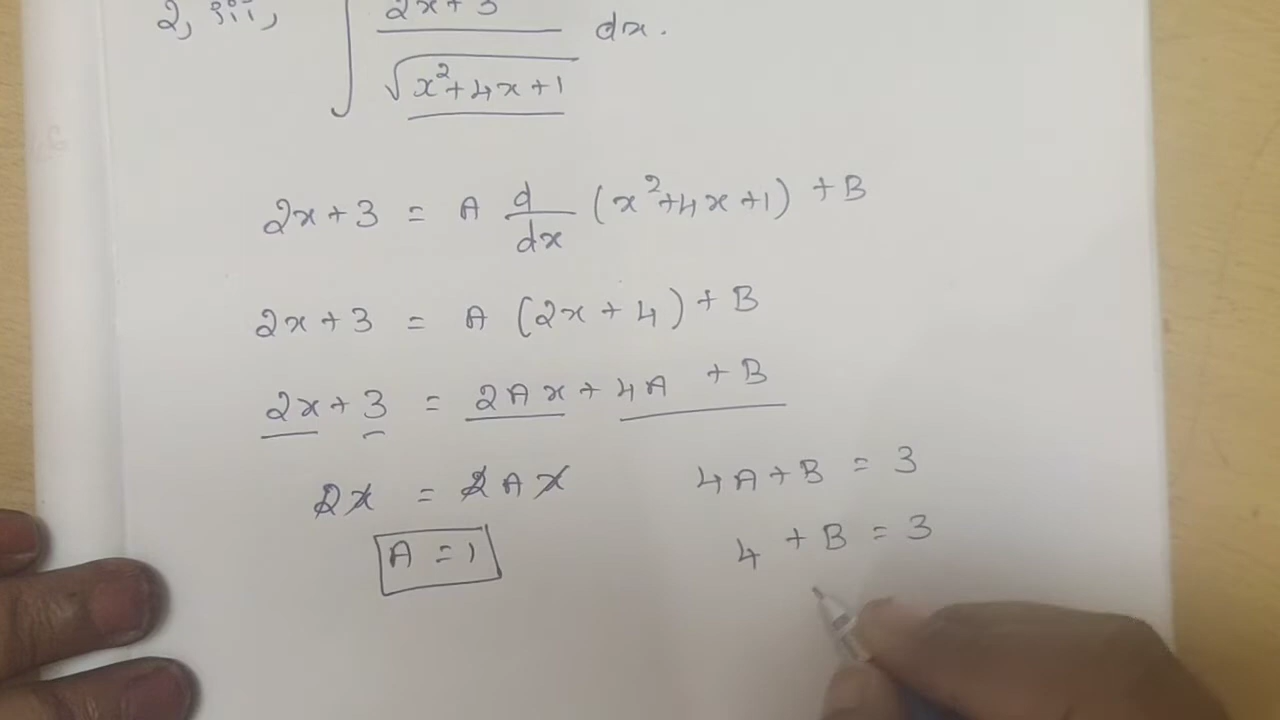 2, iii, ∫ 2x+3 / √x²+4x+1 dx.
2x+3 = A d/dx (x²+4x+1) + B
2x+3 = A (2x+4) + B
2x+3 = 2Ax + 4A + B
2x = 2Ax 4A+B = 3
A = 1 4 + B = 3